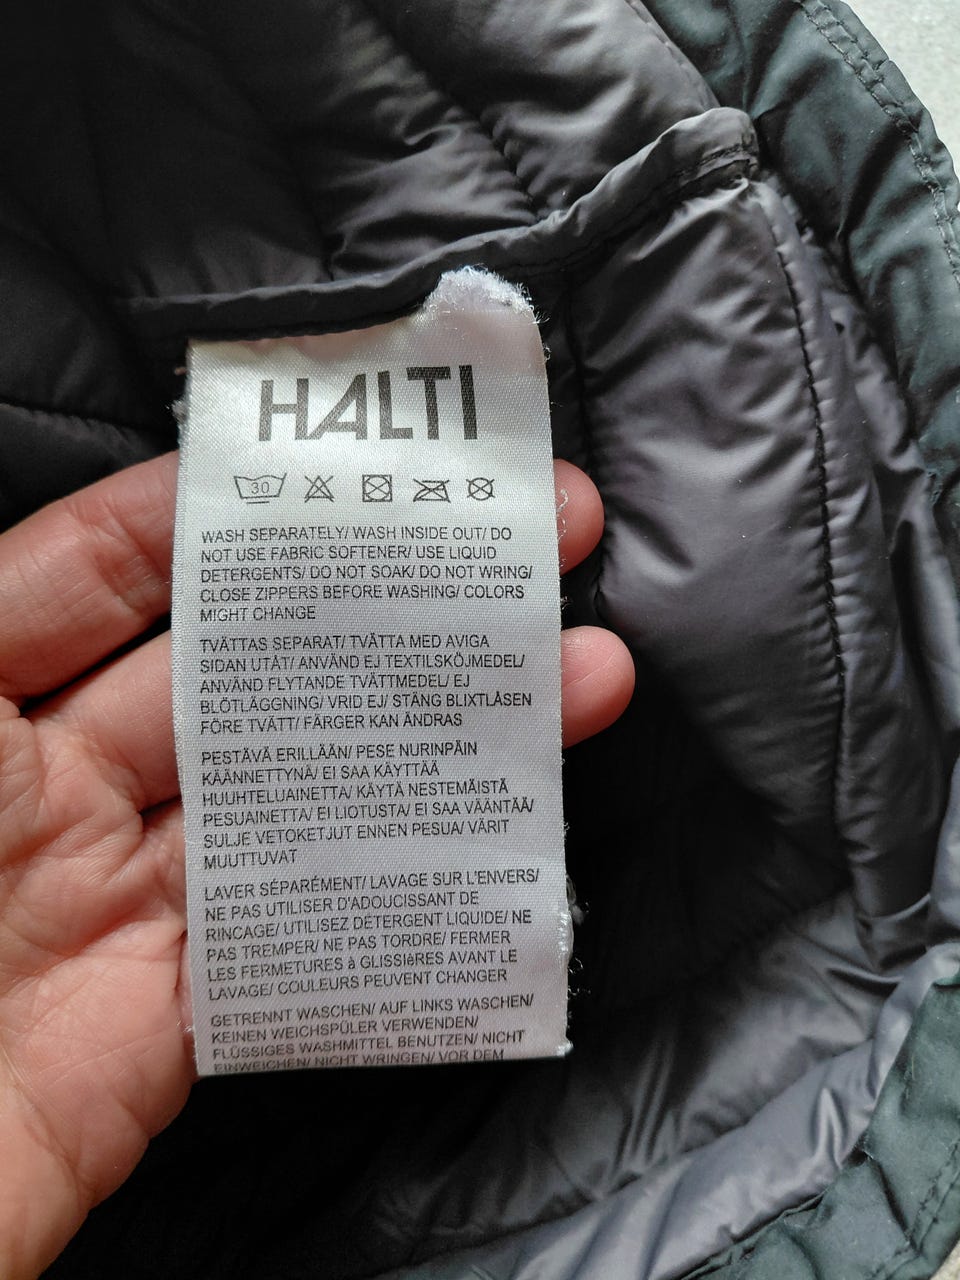 HALTI
30
WASH SEPARATELY/ WASH INSIDE OUT/ DO
NOT USE FABRIC SOFTENER/ USE LIQUID
DETERGENTS/ DO NOT SOAK/ DO NOT WRING/
CLOSE ZIPPERS BEFORE WASHING/ COLORS
MIGHT CHANGE
TVÄTTAS SEPARAT/ TVÄTTA MED AVIGA
SIDAN UTÅT/ ANVÄND EJ TEXTILSKÖJMEDEL/
ANVÄND FLYTANDE TVÄTTMEDEL/ EJ
BLÖTLÄGGNING/ VRID EJ/ STÄNG BLIXTLÅSEN
FÖRE TVÄTT/ FÄRGER KAN ÄNDRAS
PESTÄVÄ ERILLÄÄN/ PESE NURINPÄIN
KÄÄNNETTYNÄ/ EI SAA KÄYTTÄÄ
HUUHTELUAINETTA/ KÄYTÄ NESTEMÄISTÄ
PESUAINETTA/ EI LIOTUSTA/ EI SAA VÄÄNTÄÄ/
SULJE VETOKETJUT ENNEN PESUA/ VÄRIT
MUUTTUVAT
LAVER SÉPARÉMENT/ LAVAGE SUR L'ENVERS/
NE PAS UTILISER D'ADOUCISSANT DE
RINCAGE/ UTILISEZ DÉTERGENT LIQUIDE/ NE
PAS TREMPER/ NE PAS TORDRE/ FERMER
LES FERMETURES à GLISSIèRES AVANT LE
LAVAGE/ COULEURS PEUVENT CHANGER
GETRENNT WASCHEN/ AUF LINKS WASCHEN/
KEINEN WEICHSPÜLER VERWENDEN/
FLÜSSIGES WASHMITTEL BENUTZEN/ NICHT
EINWEICHEN/ NICHT WRINGEN/ VOR DEM